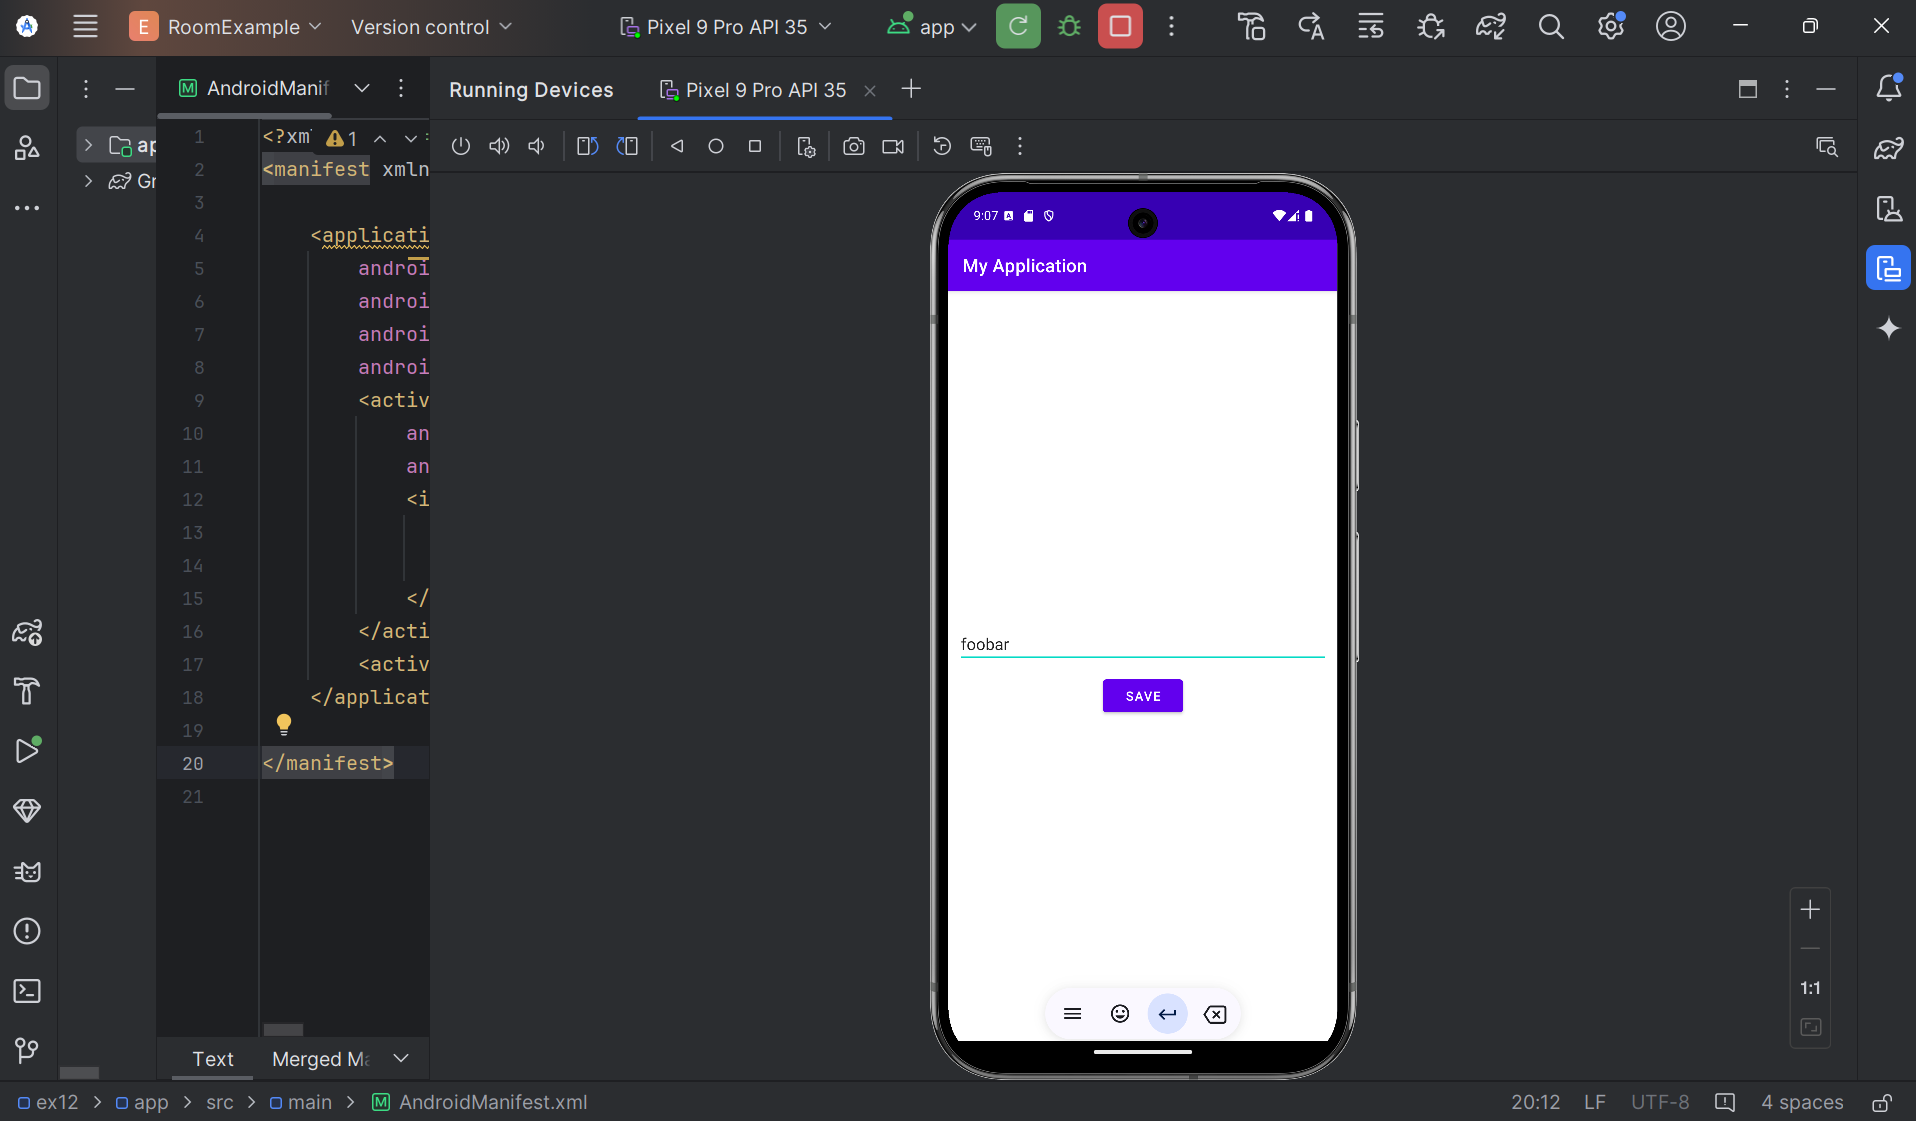 E RoomExample Version control Pixel 9 Pro API 35 app
AndroidManif
Running Devices Pixel 9 Pro API 35
ap
Gr
1 <?xm 1
2 <manifest xmln
3
4 <applicati
5 androi
6 androi
7 androi
8 androi
9 <activ
10 an
11 an
12 <i
13
14
15 </
16 </acti
17 <activ
18 </applicat
19
20 </manifest>
21
9:07
My Application
foobar
SAVE
1:1
Text Merged Ma
ex12 > app > src > main > AndroidManifest.xml
20:12 LF UTF-8 4 spaces